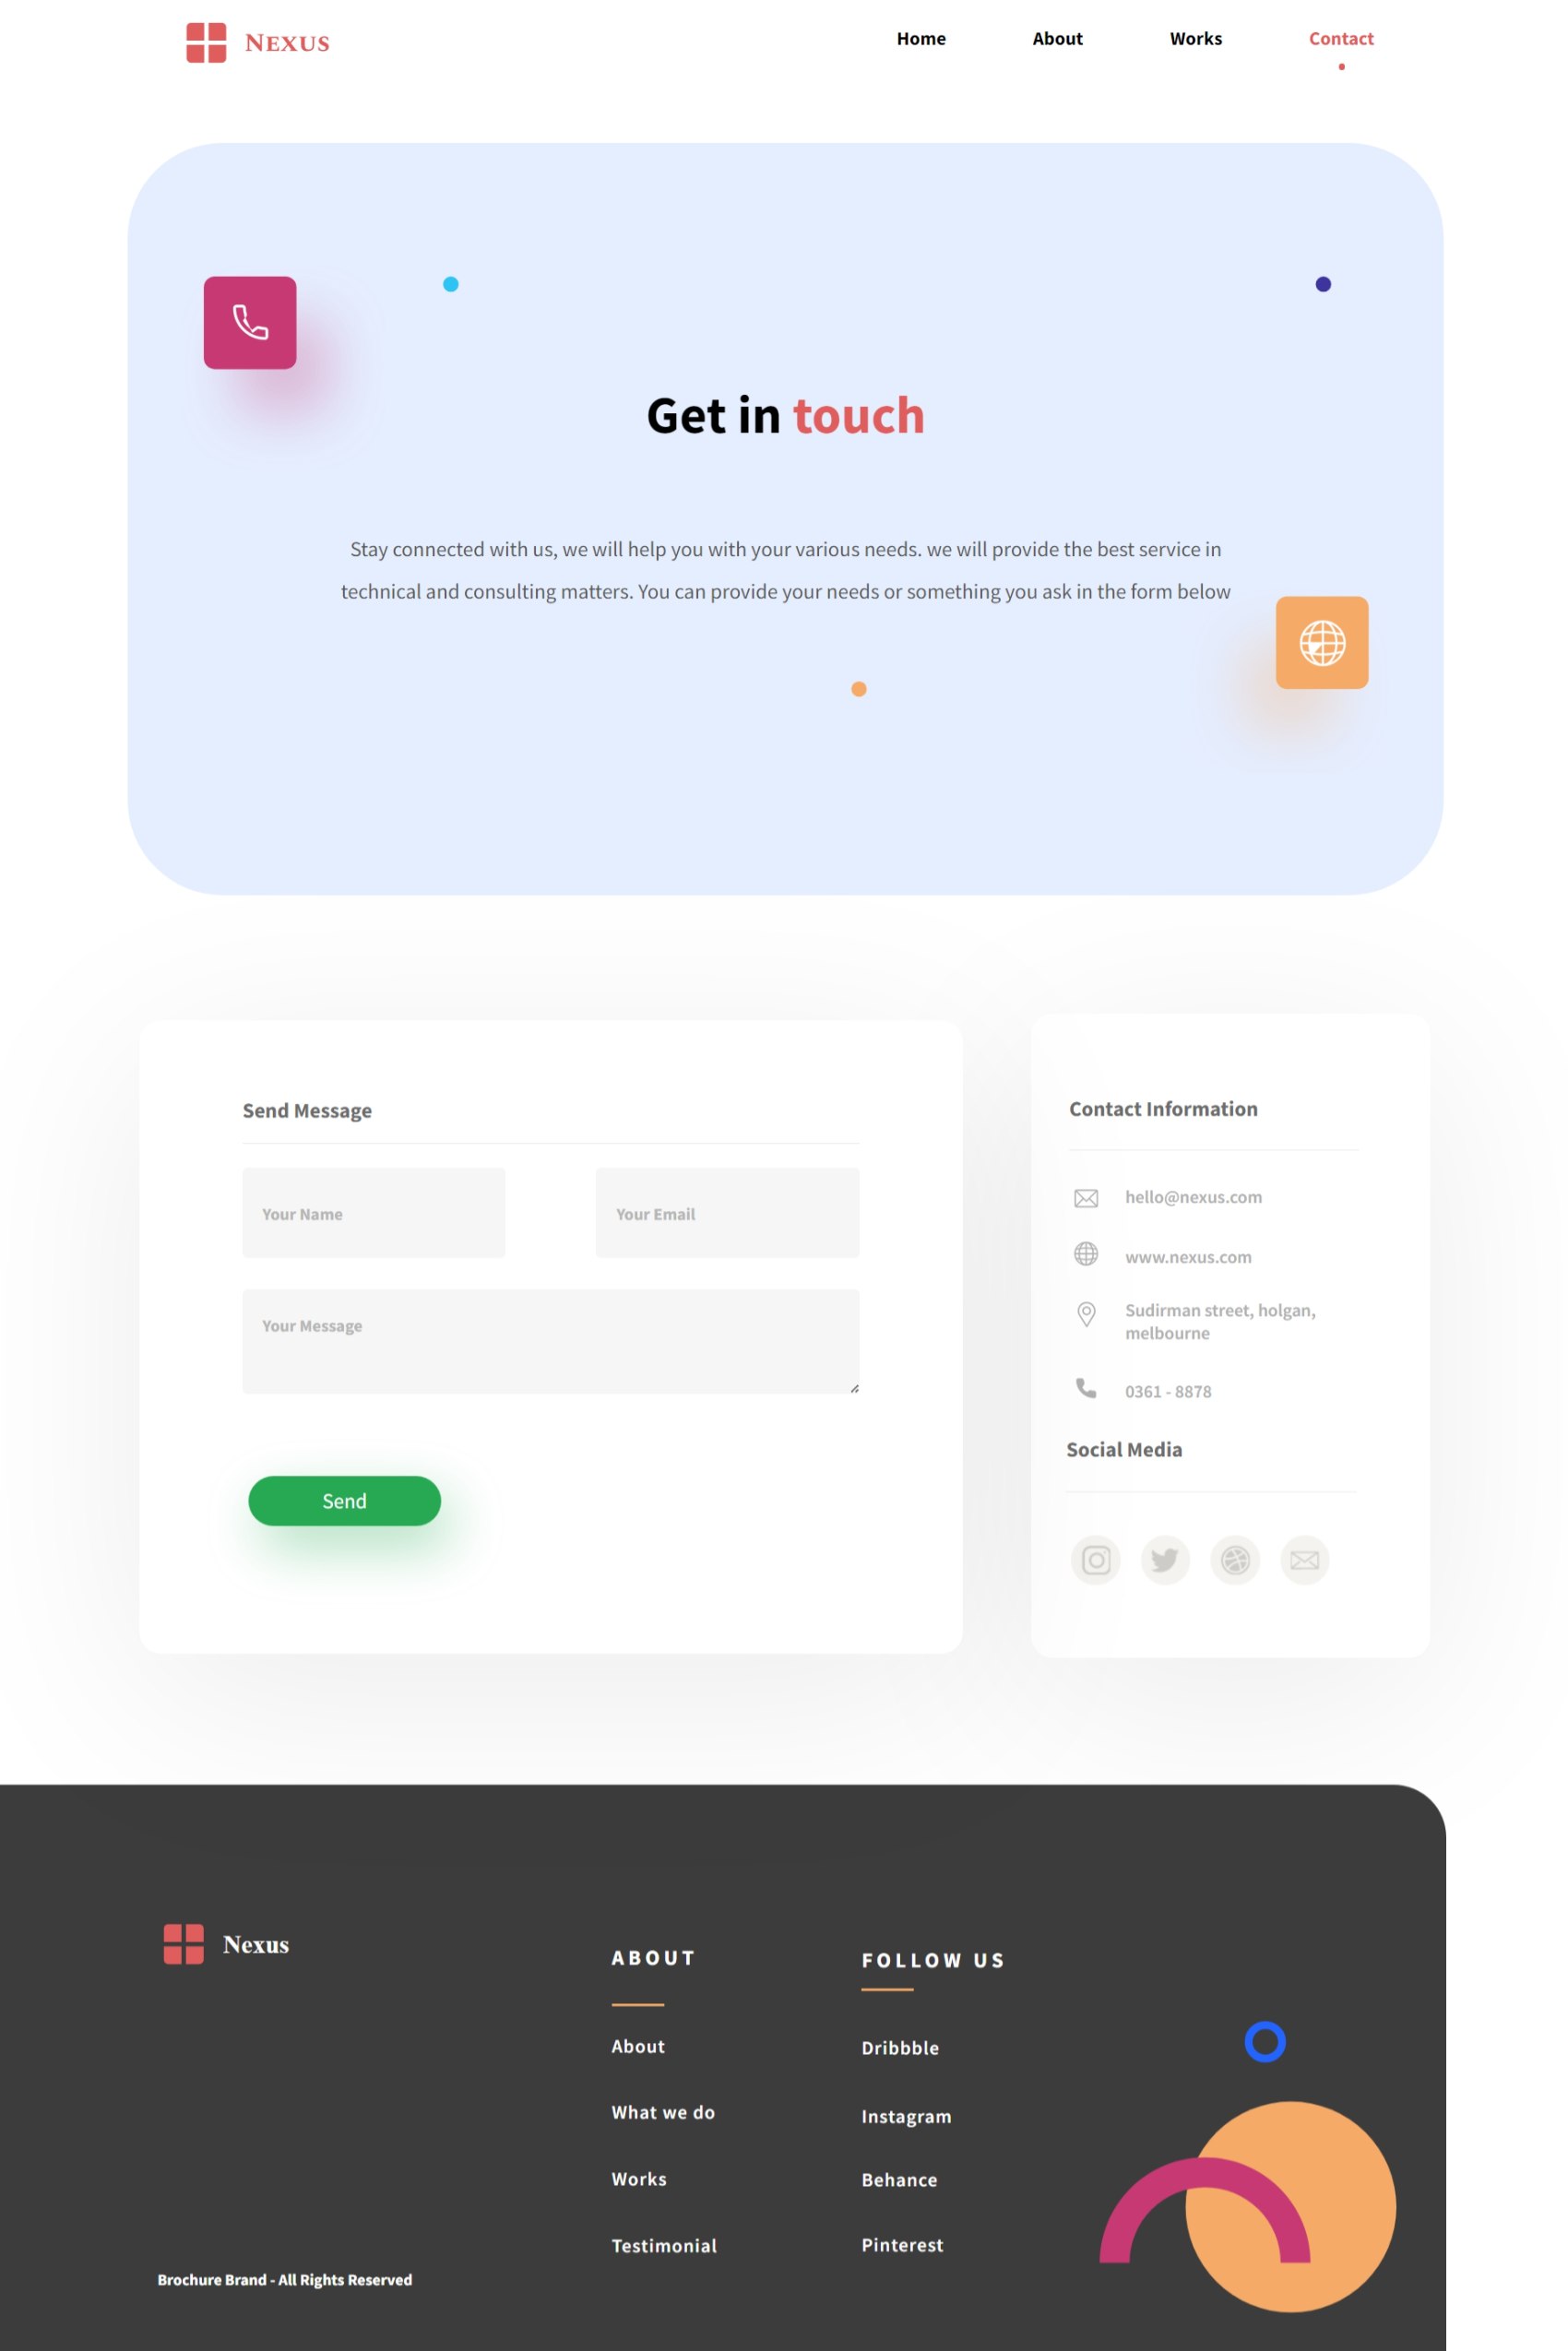 Nexus
Home
About
Works
Contact
Get in touch
Stay connected with us, we will help you with your various needs. we will provide the best service in
technical and consulting matters. You can provide your needs or something you ask in the form below
Send Message
Your Name
Your Email
Your Message
Send
Contact Information
hello@nexus.com
www.nexus.com
Sudirman street, holgan,
melbourne
0361 - 8878
Social Media
Nexus
Brochure Brand - All Rights Reserved
ABOUT
About
What we do
Works
Testimonial
FOLLOW US
Dribbble
Instagram
Behance
Pinterest